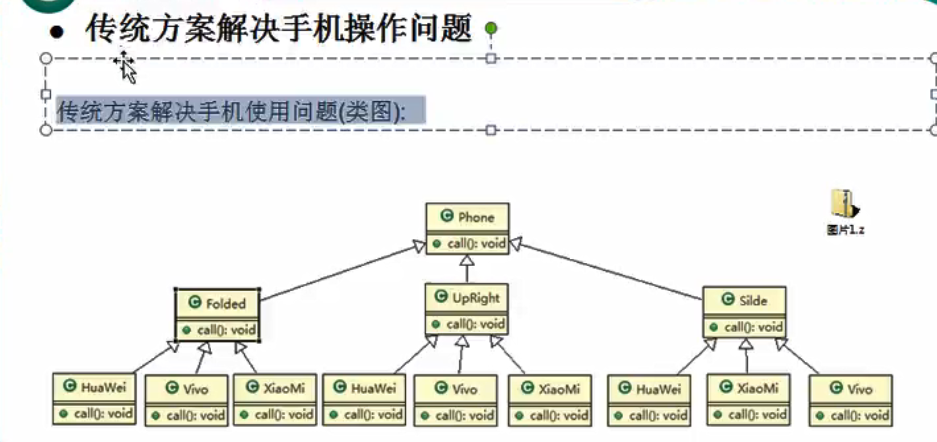 传统方案解决手机操作问题
传统方案解决手机使用问题(类图):
Phone
call(): void
图片1.z
Folded
call(): void
UpRight
call(): void
Silde
call(): void
HuaWei
call(): void
Vivo
call(): void
XiaoMi
call(): void
HuaWei
call(): void
Vivo
call(): void
XiaoMi
call(): void
HuaWei
call(): void
XiaoMi
call(): void
Vivo
call(): void